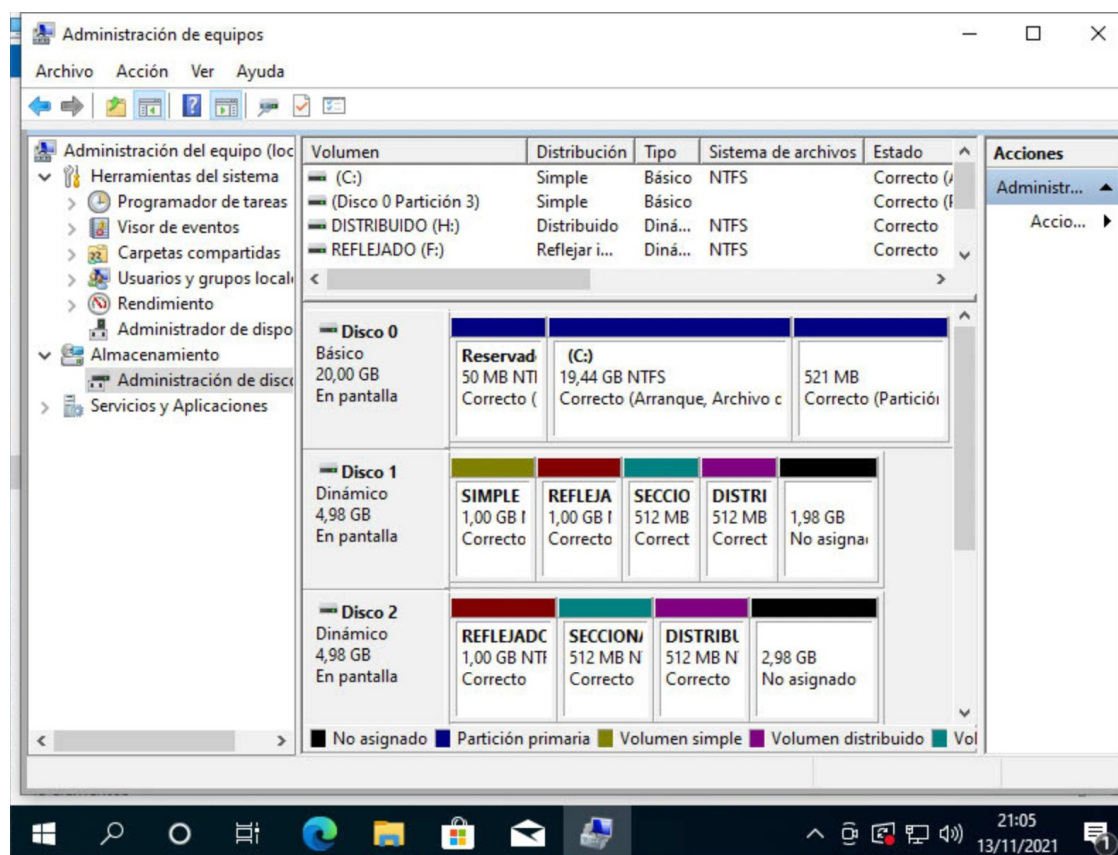 Administración de equipos
Archivo Acción Ver Ayuda
Administración del equipo (loc
Herramientas del sistema
Programador de tareas
Visor de eventos
Carpetas compartidas
Usuarios y grupos local
Rendimiento
Administrador de dispo
Almacenamiento
Administración de disco
Servicios y Aplicaciones
Volumen Distribución Tipo Sistema de archivos Estado
(C:) Simple Básico NTFS Correcto (A
(Disco 0 Partición 3) Simple Básico Correcto (P
DISTRIBUIDO (H:) Distribuido Diná... NTFS Correcto
REFLEJADO (F:) Reflejar i... Diná... NTFS Correcto
Disco 0
Básico
20,00 GB
En pantalla
Reservad
50 MB NTI
Correcto (
(C:)
19,44 GB NTFS
Correcto (Arranque, Archivo d
521 MB
Correcto (Partición
Disco 1
Dinámico
4,98 GB
En pantalla
SIMPLE
1,00 GB N
Correcto
REFLEJA
1,00 GB N
Correcto
SECCIO
512 MB
Correct
DISTRI
512 MB
Correct
1,98 GB
No asigna
Disco 2
Dinámico
4,98 GB
En pantalla
REFLEJADO
1,00 GB NTF
Correcto
SECCIONA
512 MB N
Correcto
DISTRIBU
512 MB N
Correcto
2,98 GB
No asignado
No asignado Partición primaria Volumen simple Volumen distribuido Vol
Acciones
Administr...
Accio...
21:05
13/11/2021
1